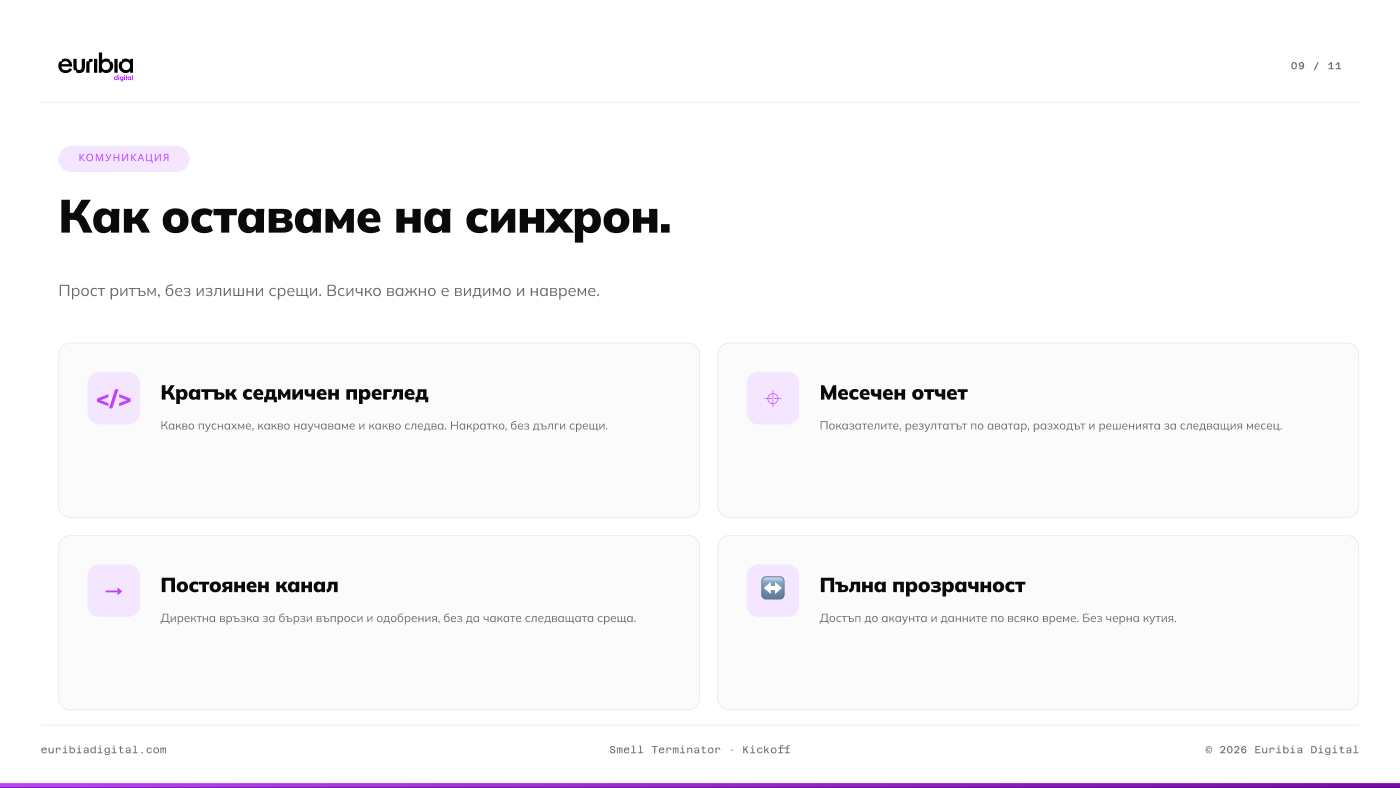 euribia
digital
09 / 11
КОМУНИКАЦИЯ
Как оставаме на синхрон.
Прост ритъм, без излишни срещи. Всичко важно е видимо и навреме.
</>
Кратък седмичен преглед
Какво пуснахме, какво научаваме и какво следва. Накратко, без дълги срещи.
Месечен отчет
Показателите, резултатът по аватар, разходът и решенията за следващия месец.
→
Постоянен канал
Директна връзка за бързи въпроси и одобрения, без да чакате следващата среща.
↔️
Пълна прозрачност
Достъп до акаунта и данните по всяко време. Без черна кутия.
euribiadigital.com
Smell Terminator · Kickoff
© 2026 Euribia Digital